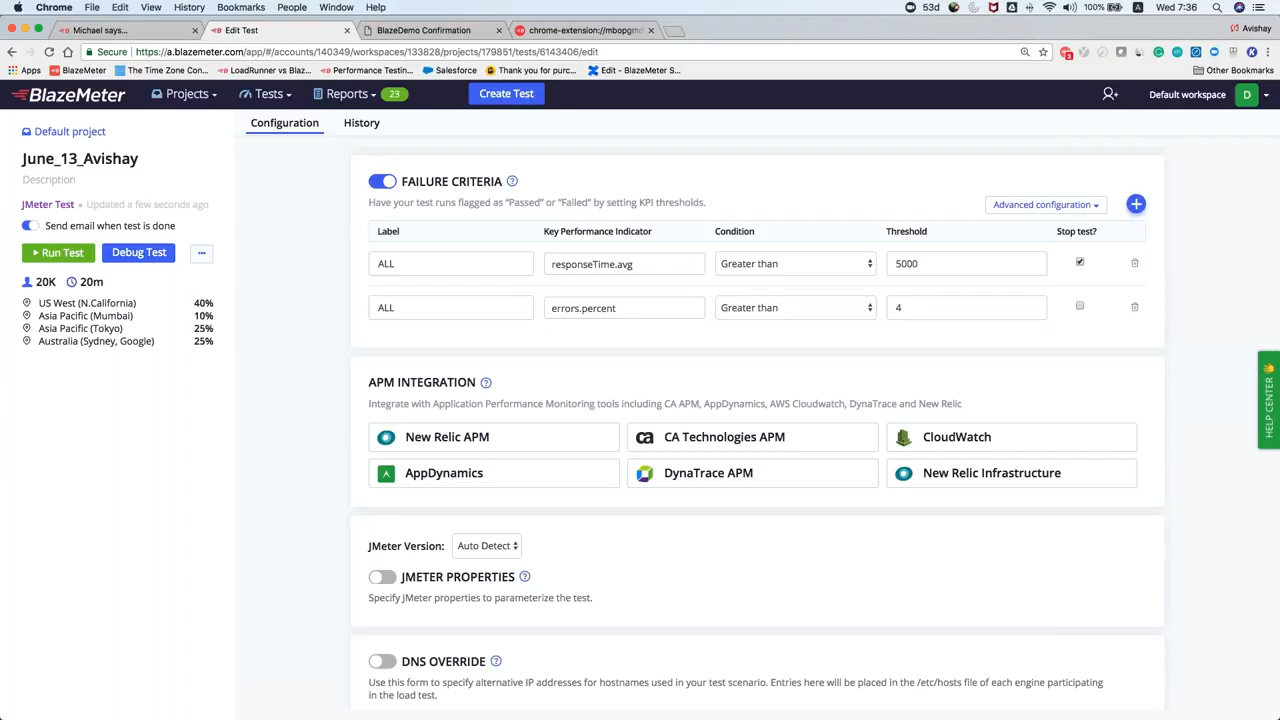 Chrome File Edit View History Bookmarks People Window Help 53d 100% Wed 7:36
Michael says... Edit Test BlazeDemo Confirmation chrome-extension://mbopgmd Avishay
Secure https://a.blazemeter.com/app/#/accounts/140349/workspaces/133828/projects/179851/tests/6143406/edit
Apps BlazeMeter The Time Zone Con... LoadRunner vs Blaz... Performance Testin... Salesforce Thank you for purc... Edit - BlazeMeter S... Other Bookmarks
BlazeMeter Projects Tests Reports 23 Create Test Default workspace D
Configuration History
Default project
June_13_Avishay
Description
JMeter Test Updated a few seconds ago
Send email when test is done
Run Test Debug Test ...
20K 20m
US West (N.California) 40%
Asia Pacific (Mumbai) 10%
Asia Pacific (Tokyo) 25%
Australia (Sydney, Google) 25%
FAILURE CRITERIA ?
Have your test runs flagged as “Passed” or “Failed” by setting KPI thresholds.
Advanced configuration
Label Key Performance Indicator Condition Threshold Stop test?
ALL responseTime.avg Greater than 5000
ALL errors.percent Greater than 4
APM INTEGRATION ?
Integrate with Application Performance Monitoring tools including CA APM, AppDynamics, AWS Cloudwatch, DynaTrace and New Relic
New Relic APM ca CA Technologies APM CloudWatch
AppDynamics DynaTrace APM New Relic Infrastructure
JMeter Version: Auto Detect
JMETER PROPERTIES ?
Specify JMeter properties to parameterize the test.
DNS OVERRIDE ?
Use this form to specify alternative IP addresses for hostnames used in your test scenario. Entries here will be placed in the /etc/hosts file of each engine participating
in the load test.
HELP CENTER